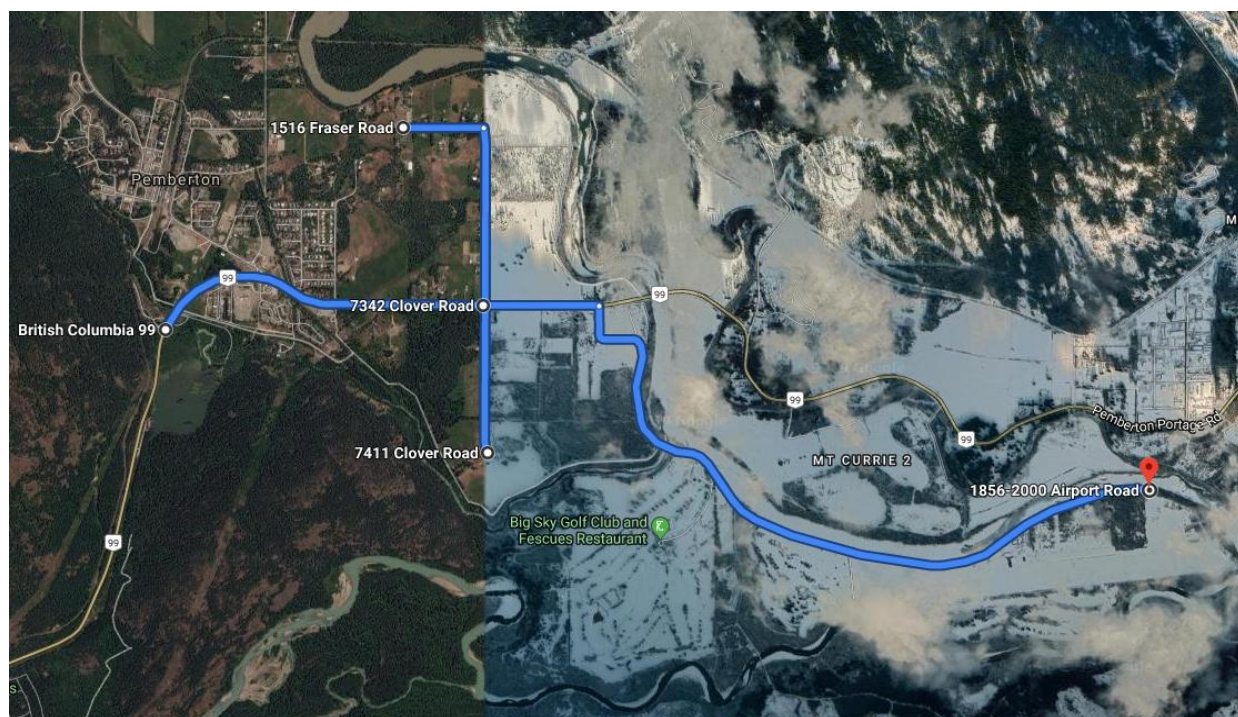 1516 Fraser Road
Pemberton
99
7342 Clover Road
99
British Columbia 99
99
Pemberton Portage Rd
7411 Clover Road
99
MT CURRIE 2
1856-2000 Airport Road
Big Sky Golf Club and
Fescues Restaurant
99
M
s